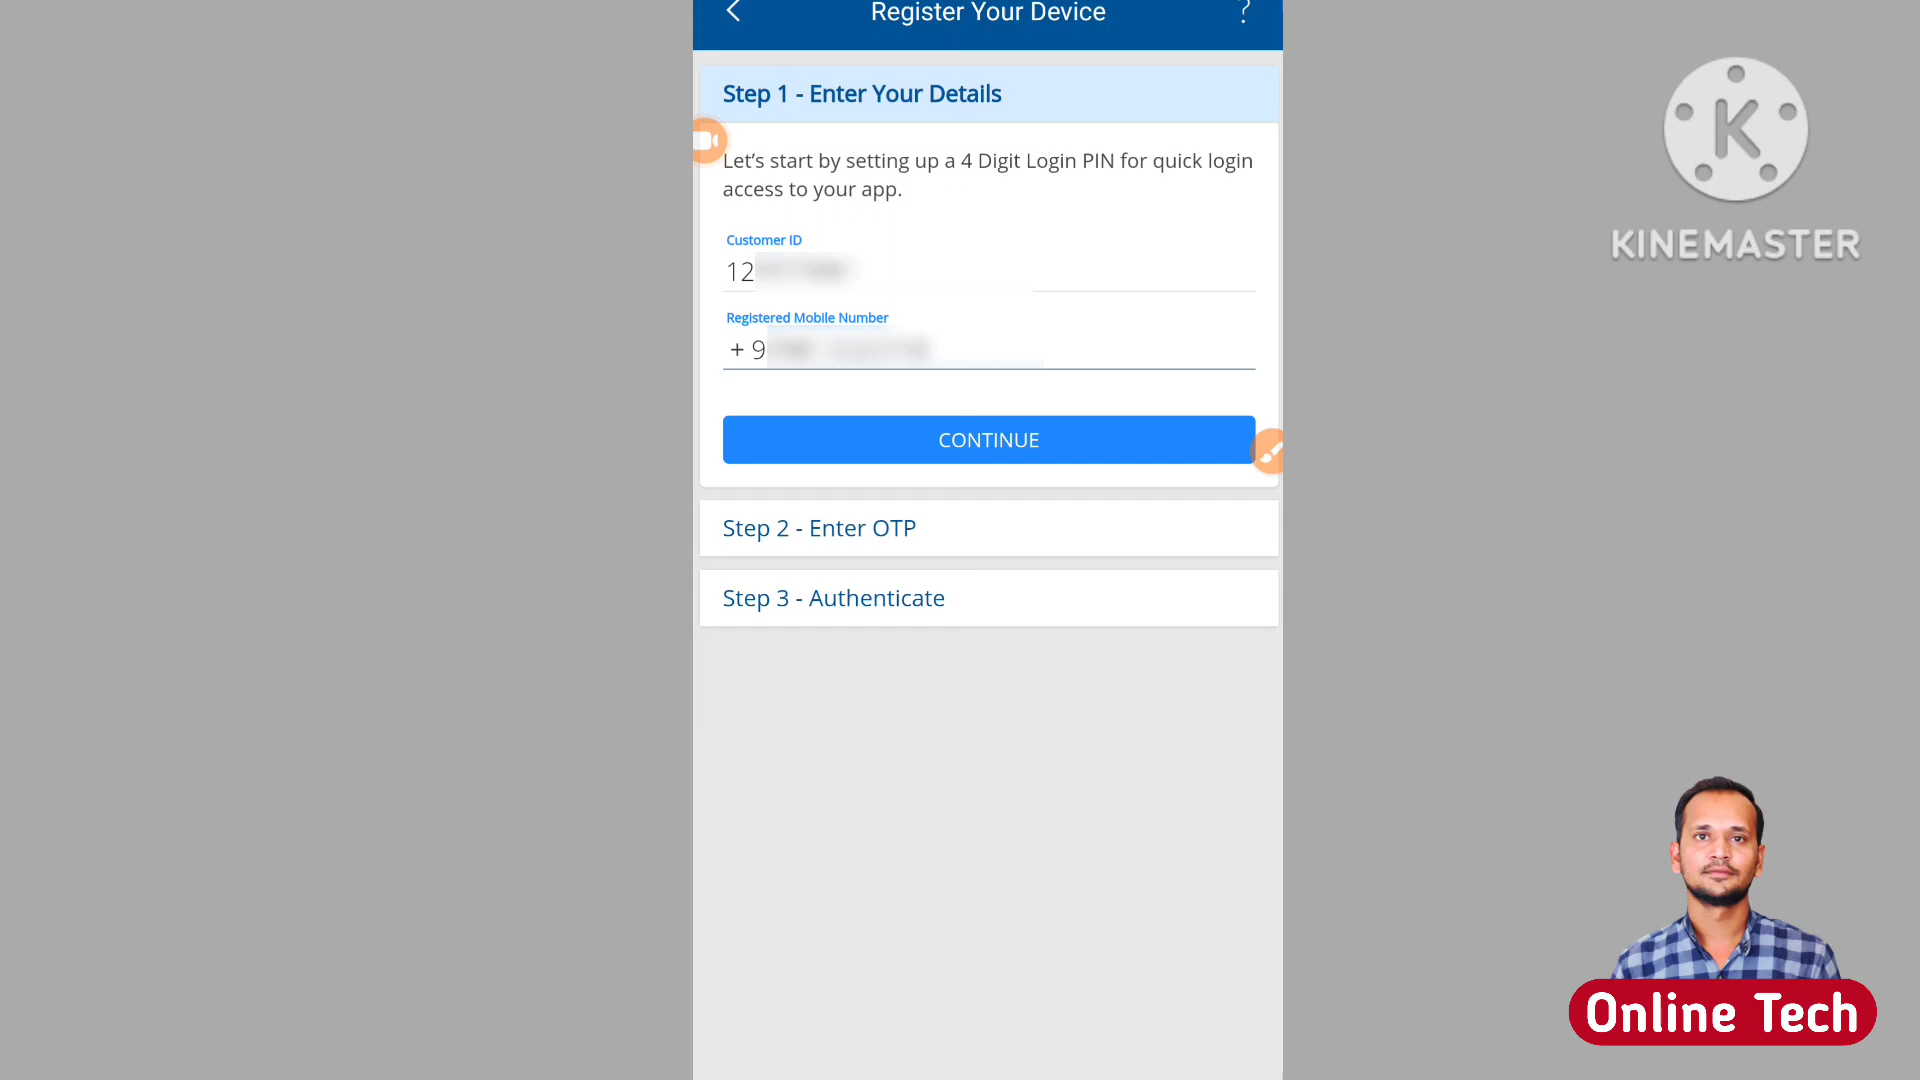 Register Your Device
?
Step 1 - Enter Your Details
Let’s start by setting up a 4 Digit Login PIN for quick login
access to your app.
Customer ID
12
Registered Mobile Number
+ 9
CONTINUE
Step 2 - Enter OTP
Step 3 - Authenticate
K
KINEMASTER
Online Tech